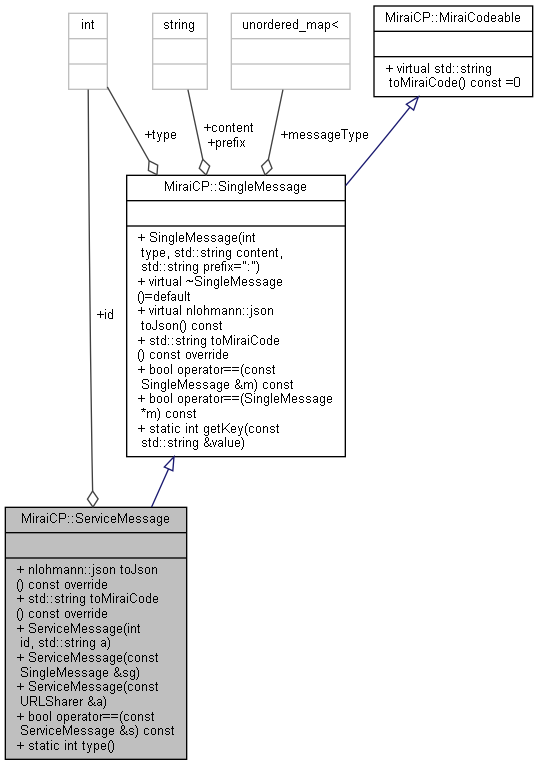 int
string
unordered_map<
MiraiCP::MiraiCodeable
+ virtual std::string
toMiraiCode() const =0
+type
+content
+prefix
+messageType
MiraiCP::SingleMessage
+ SingleMessage(int
type, std::string content,
std::string prefix=":")
+ virtual ~SingleMessage
()=default
+ virtual nlohmann::json
toJson() const
+ std::string toMiraiCode
() const override
+ bool operator==(const
SingleMessage &m) const
+ bool operator==(SingleMessage
*m) const
+ static int getKey(const
std::string &value)
+id
MiraiCP::ServiceMessage
+ nlohmann::json toJson
() const override
+ std::string toMiraiCode
() const override
+ ServiceMessage(int
id, std::string a)
+ ServiceMessage(const
SingleMessage &sg)
+ ServiceMessage(const
URLSharer &a)
+ bool operator==(const
ServiceMessage &s) const
+ static int type()